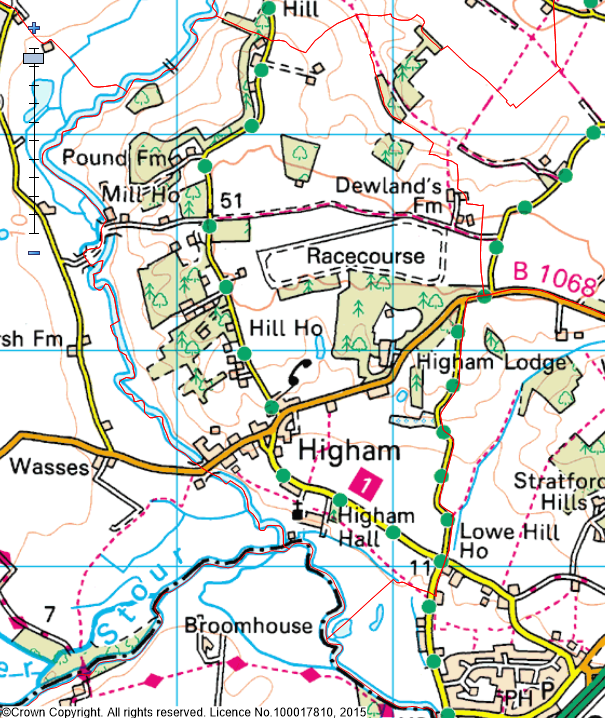 Hill
Pound Fm
Mill Ho
51
Dewland's
Fm
Racecourse
B 1068
Hill Ho
Higham Lodge
Higham
Wasses
1
Stratford
Hills
Higham
Hall
Lowe Hill
Ho
11
Stour
7
Broomhouse
PH
P
©Crown Copyright. All rights reserved. Licence No.100017810, 2015